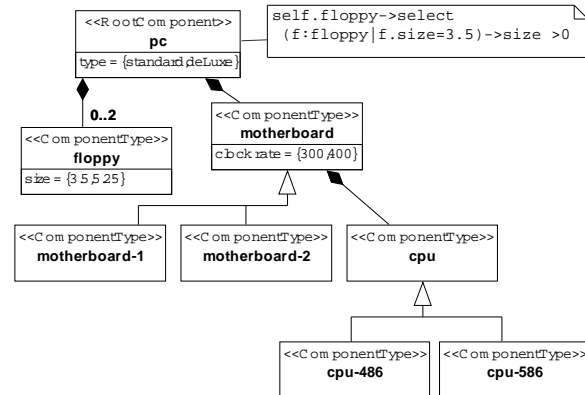 <<RootComponent>>
pc
type = {standard,deLuxe}
self.floppy->select
(f:floppy|f.size=3.5)->size >0
0..2
<<ComponentType>>
floppy
size = {3.5,5.25}
<<ComponentType>>
motherboard
clock rate = {300,400}
<<ComponentType>>
motherboard-1
<<ComponentType>>
motherboard-2
<<ComponentType>>
cpu
<<ComponentType>>
cpu-486
<<ComponentType>>
cpu-586